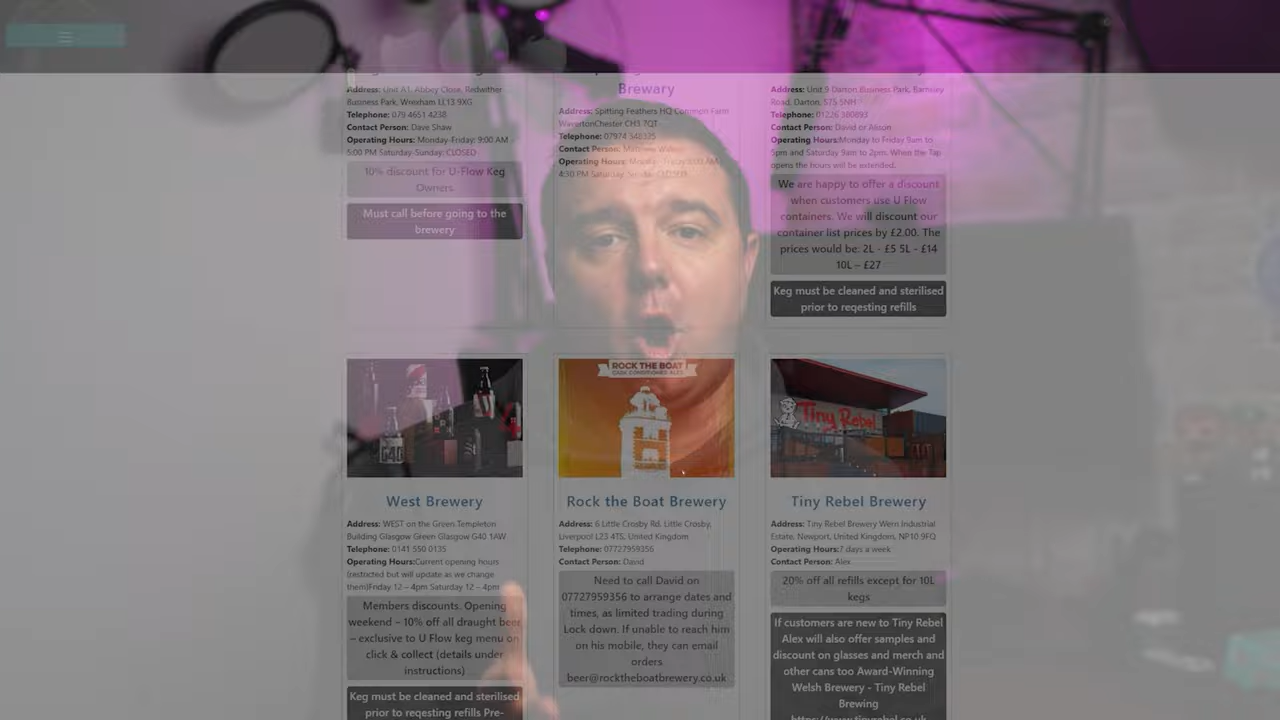 Address: Unit A1, Abbey Close, Redwither
Business Park, Wrexham LL13 9XG
Telephone: 079 4651 4238
Contact Person: Dave Shaw
Operating Hours: Monday-Friday: 9:00 AM
5:00 PM Saturday-Sunday: CLOSED
10% discount for U-Flow Keg
Owners.
Must call before going to the
brewery
Brewary
Address: Spitting Feathers HQ Common Farm
WavertonChester CH3 7QT
Telephone: 07974 348325
Contact Person: Matthew
Operating Hours: Monday - Friday 8:00 AM
4:30 PM Saturday-Sunday: CLOSED
Address: Unit 9 Darton Business Park, Barnsley
Road, Darton, S75 5NH
Telephone: 01226 380893
Contact Person: David or Alison
Operating Hours:Monday to Friday 9am to
5pm and Saturday 9am to 2pm. When the Tap
opens the hours will be extended.
We are happy to offer a discount
when customers use U Flow
containers. We will discount our
container list prices by £2.00. The
prices would be: 2L - £5 5L - £14
10L – £27
Keg must be cleaned and sterilised
prior to reqesting refills
West Brewery
Address: WEST on the Green Templeton
Building Glasgow Green Glasgow G40 1AW
Telephone: 0141 550 0135
Operating Hours:Current opening hours
(restricted but will update as we change
them)Friday 12 – 4pm Saturday 12 – 4pm
Members discounts. Opening
weekend – 10% off all draught beer
– exclusive to U Flow keg menu on
click & collect (details under
instructions)
Keg must be cleaned and sterilised
prior to reqesting refills Pre-
ROCK THE BOAT
CASK CONDITIONED ALES
Rock the Boat Brewery
Address: 6 Little Crosby Rd, Little Crosby,
Liverpool L23 4TS, United Kingdom
Telephone: 07727959356
Contact Person: David
Need to call David on
07727959356 to arrange dates and
times, as limited trading during
Lock down. If unable to reach him
on his mobile, they can email
orders
beer@rocktheboatbrewery.co.uk
Tiny Rebel
Tiny Rebel Brewery
Address: Tiny Rebel Brewery Wern Industrial
Estate, Newport, United Kingdom, NP10 9FQ
Operating Hours:7 days a week
Contact Person: Alex
20% off all refills except for 10L
kegs
If customers are new to Tiny Rebel
Alex will also offer samples and
discount on glasses and merch and
other cans too Award-Winning
Welsh Brewery - Tiny Rebel
Brewing
https://www.tinyrebel.co.uk